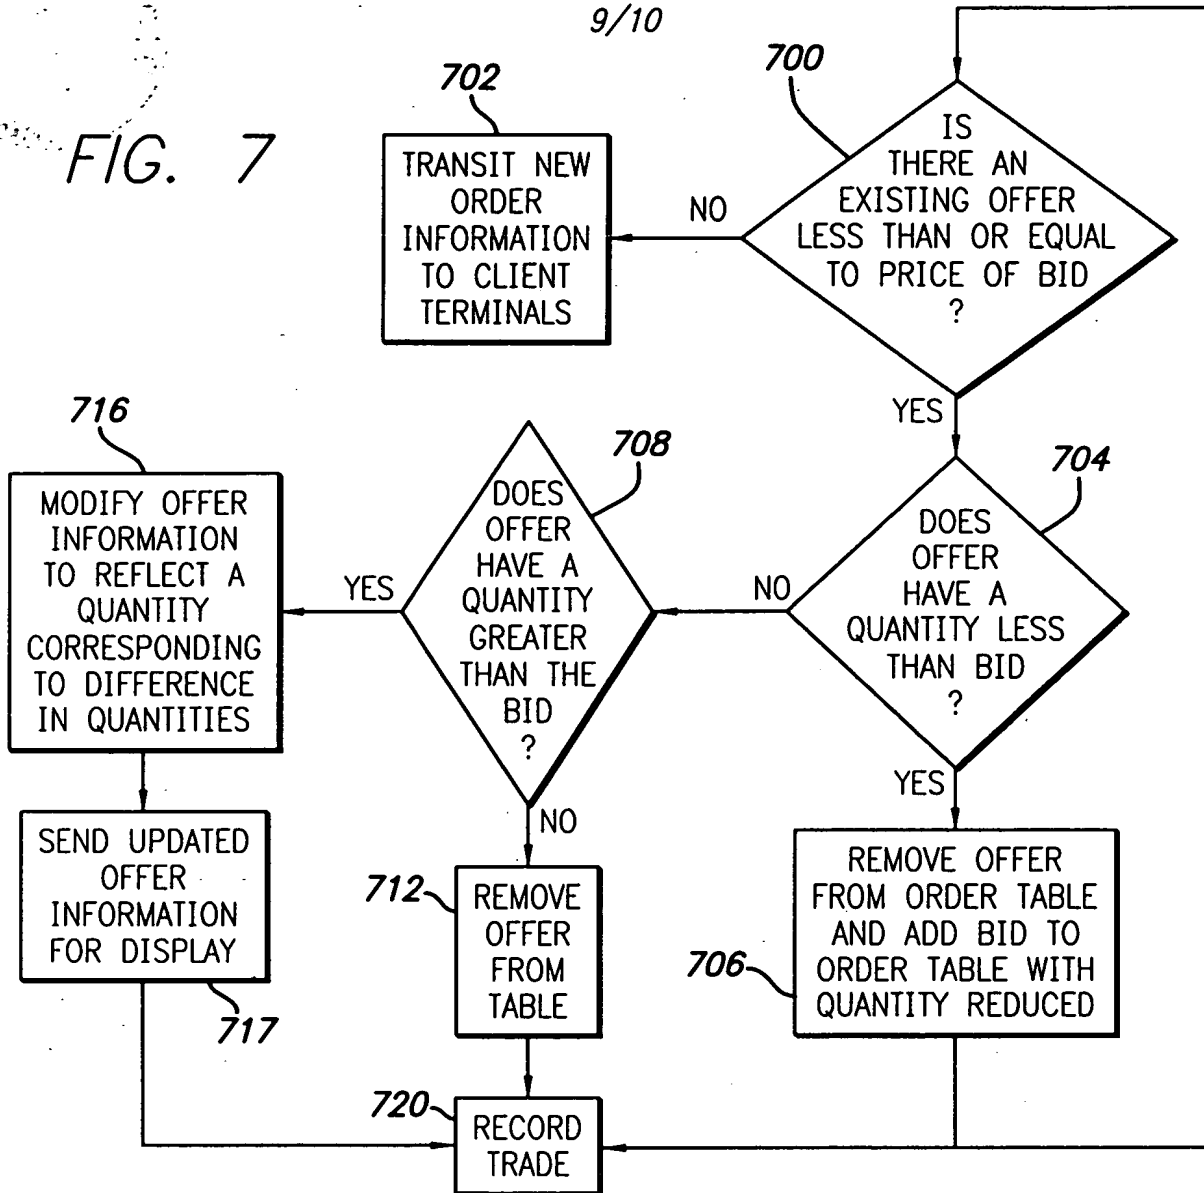 9/10
FIG. 7
700
IS
THERE AN
EXISTING OFFER
LESS THAN OR EQUAL
TO PRICE OF BID
?
NO
YES
702
TRANSIT NEW
ORDER
INFORMATION
TO CLIENT
TERMINALS
704
DOES
OFFER
HAVE A
QUANTITY LESS
THAN BID
?
NO
YES
708
DOES
OFFER
HAVE A
QUANTITY
GREATER
THAN THE
BID
?
YES
NO
716
MODIFY OFFER
INFORMATION
TO REFLECT A
QUANTITY
CORRESPONDING
TO DIFFERENCE
IN QUANTITIES
SEND UPDATED
OFFER
INFORMATION
FOR DISPLAY
717
712
REMOVE
OFFER
FROM
TABLE
706
REMOVE OFFER
FROM ORDER TABLE
AND ADD BID TO
ORDER TABLE WITH
QUANTITY REDUCED
720
RECORD
TRADE